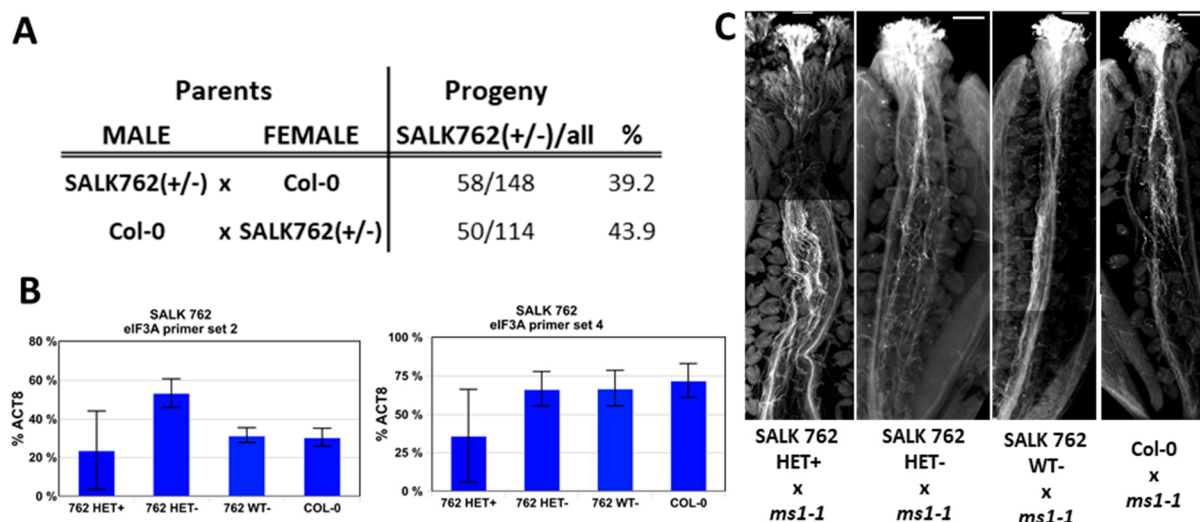 A
Parents Progeny
MALE FEMALE SALK762(+/-)/all %
SALK762(+/-) x Col-0 58/148 39.2
Col-0 x SALK762(+/-) 50/114 43.9
B
SALK 762
eIF3A primer set 2
80 %
60 %
40 %
20 %
0 %
% ACT8
762 HET+ 762 HET- 762 WT- COL-0
SALK 762
eIF3A primer set 4
100 %
75 %
50 %
25 %
0 %
% ACT8
762 HET+ 762 HET- 762 WT- COL-0
C
SALK 762
HET+
x
ms1-1
SALK 762
HET-
x
ms1-1
SALK 762
WT-
x
ms1-1
Col-0
x
ms1-1